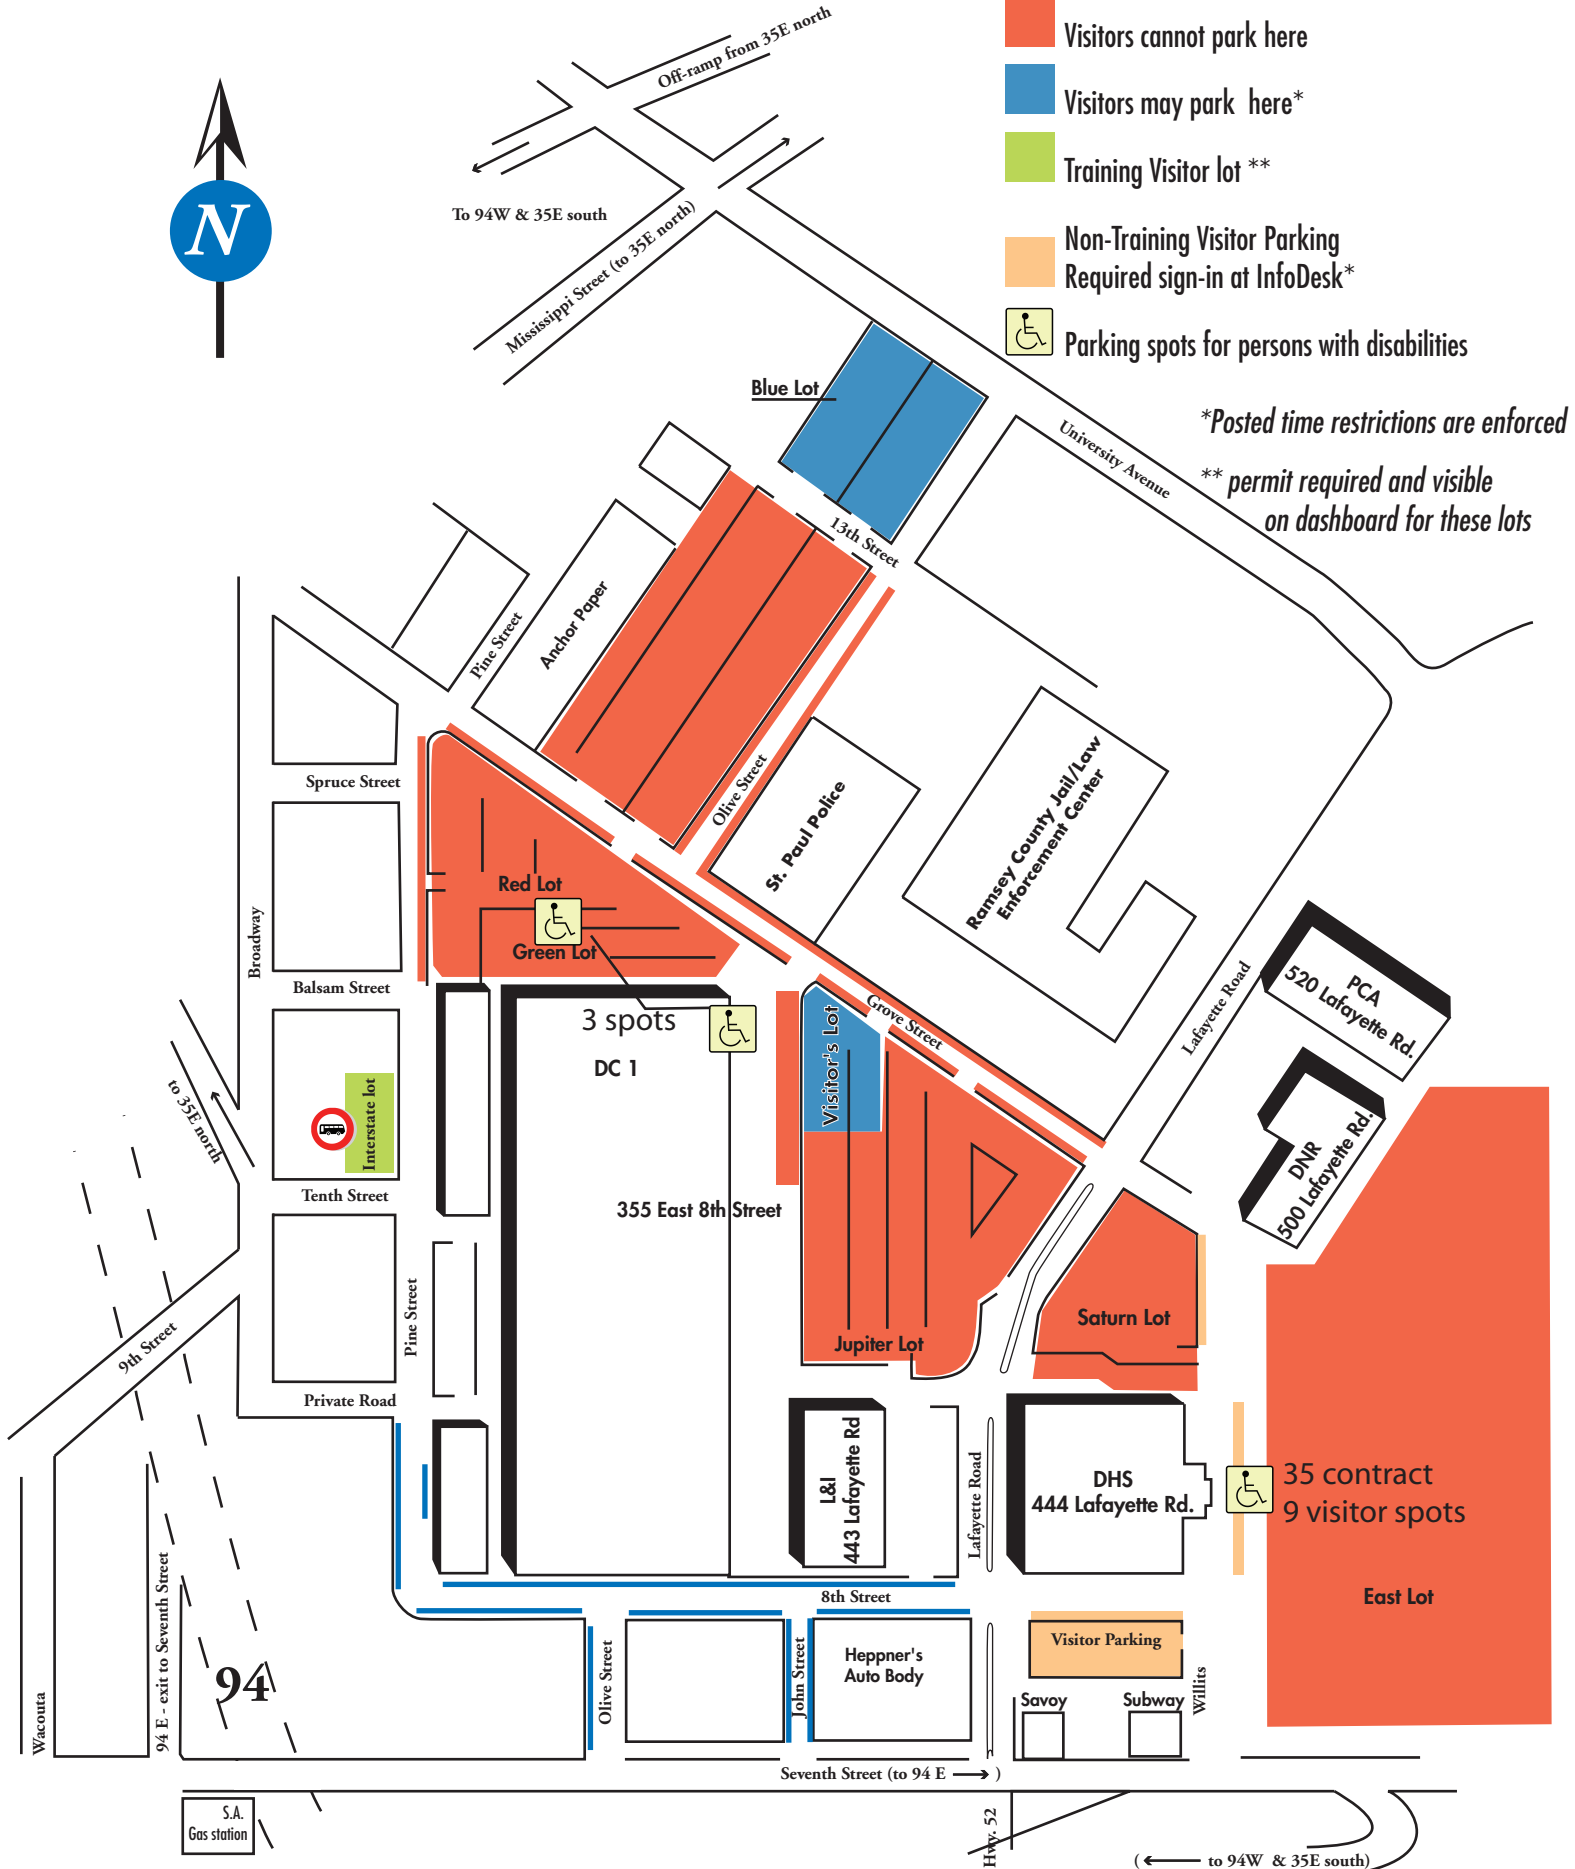 Visitors cannot park here
Visitors may park here*
Training Visitor lot **
Non-Training Visitor Parking
Required sign-in at InfoDesk*
Parking spots for persons with disabilities
*Posted time restrictions are enforced
** permit required and visible
on dashboard for these lots
N
Off-ramp from 35E north
To 94W & 35E south
Mississippi Street (to 35E north)
Blue Lot
University Avenue
13th Street
Pine Street
Anchor Paper
Spruce Street
Olive Street
St. Paul Police
Ramsey County Jail/Law
Enforcement Center
Red Lot
Green Lot
Broadway
Balsam Street
Lafayette Road
PCA
520 Lafayette Rd.
3 spots
DC 1
Visitor's Lot
Grove Street
to 35E north
Interstate lot
DNR
500 Lafayette Rd.
Tenth Street
355 East 8th Street
Saturn Lot
Jupiter Lot
9th Street
Pine Street
Private Road
L&I
443 Lafayette Rd
Lafayette Road
DHS
444 Lafayette Rd.
35 contract
9 visitor spots
East Lot
8th Street
Wacouta
94 E - exit to Seventh Street
94
Olive Street
John Street
Heppner's
Auto Body
Visitor Parking
Savoy
Subway
Willits
Seventh Street (to 94 E → )
S.A.
Gas station
Hwy. 52
( ← to 94W & 35E south)